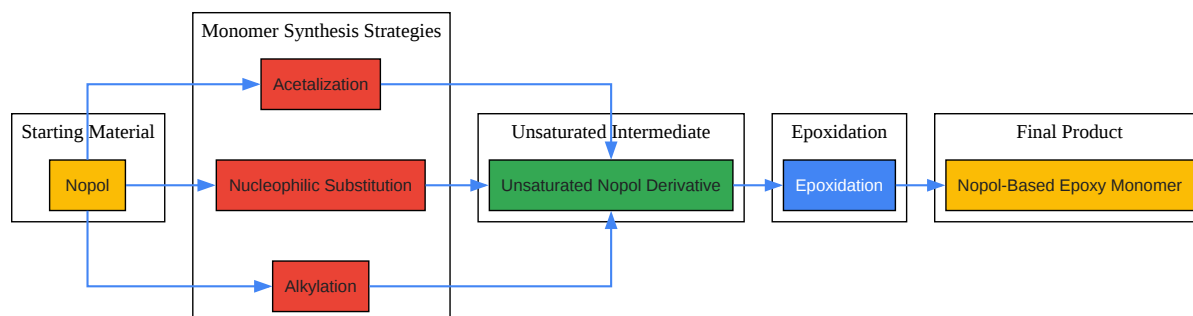 Monomer Synthesis Strategies
Acetalization
Starting Material
Nopol
Nucleophilic Substitution
Alkylation
Unsaturated Intermediate
Unsaturated Nopol Derivative
Epoxidation
Epoxidation
Final Product
Nopol-Based Epoxy Monomer